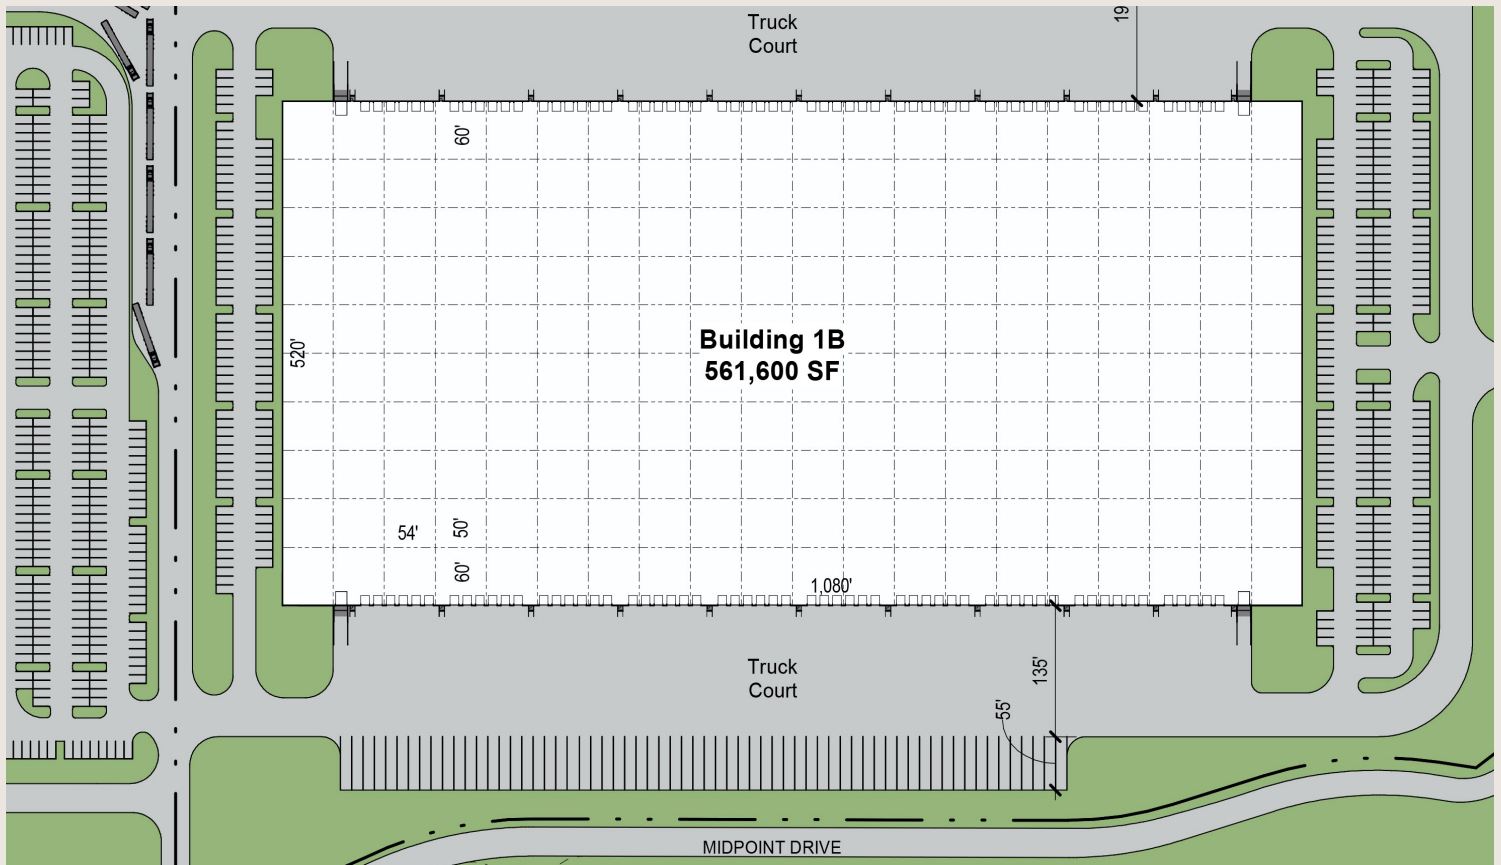 Truck
Court
19
60'
Building 1B
561,600 SF
520'
54'
50'
60'
1,080'
Truck
Court
135'
55'
MIDPOINT DRIVE